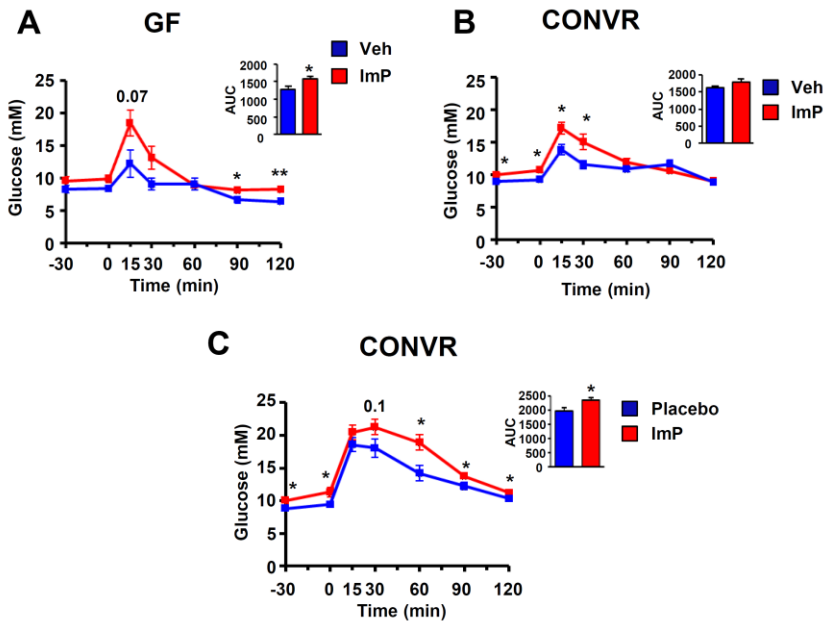 A
GF
Veh
ImP
2000
1500
1000
500
0
AUC
*
25
20
15
10
5
0
Glucose (mM)
0.07
*
**
-30 0 15 30 60 90 120
Time (min)
B
CONVR
Veh
ImP
2000
1500
1000
500
0
AUC
25
20
15
10
5
0
Glucose (mM)
*
*
*
*
-30 0 15 30 60 90 120
Time (min)
C
CONVR
Placebo
ImP
2500
2000
1500
1000
500
0
AUC
*
25
20
15
10
5
0
Glucose (mM)
*
*
0.1
*
*
*
-30 0 15 30 60 90 120
Time (min)